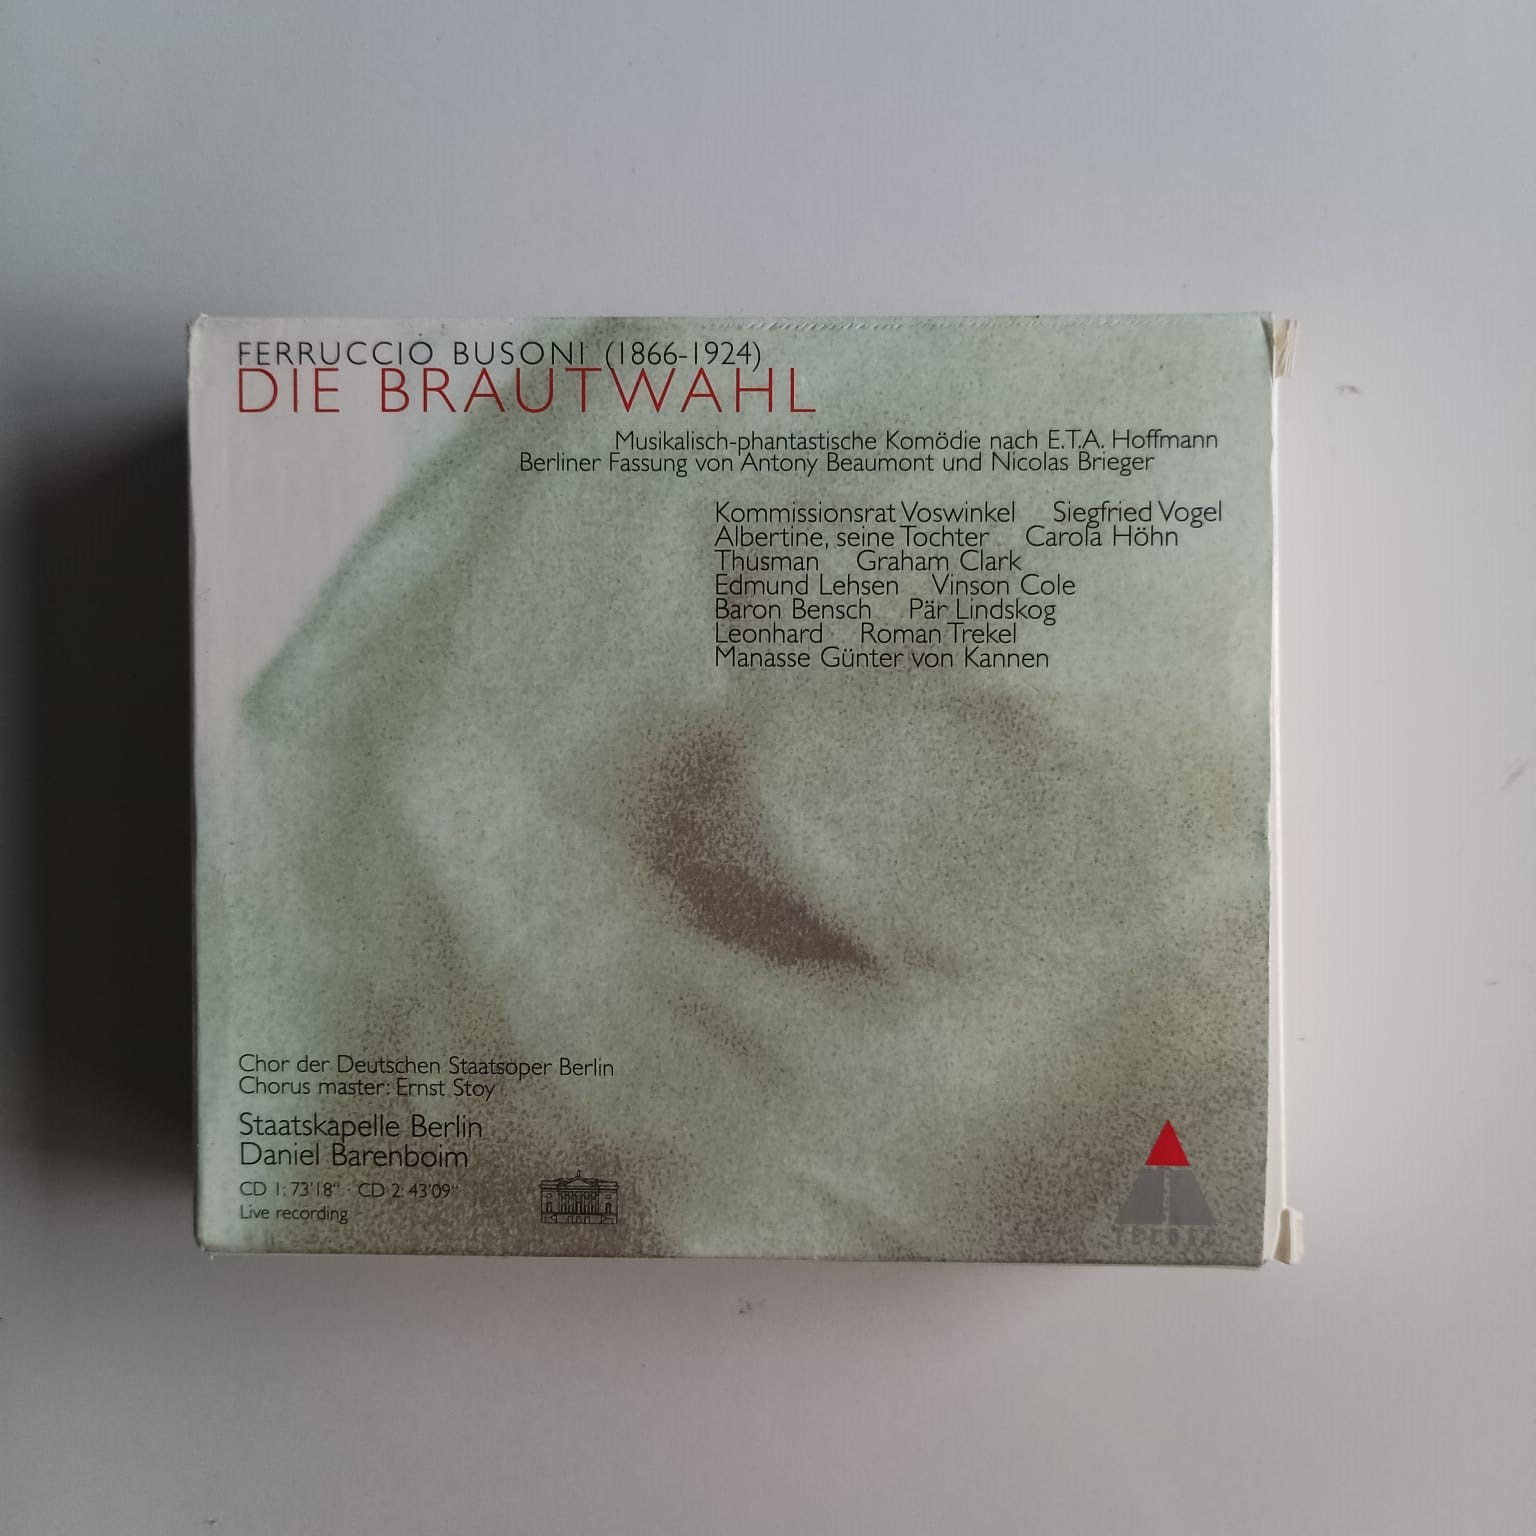 FERRUCCIO BUSONI (1866-1924)
DIE BRAUTWAHL
Musikalisch-phantastische Komödie nach E.T.A. Hoffmann
Berliner Fassung von Antony Beaumont und Nicolas Brieger
Kommissionsrat Voswinkel Siegfried Vogel
Albertine, seine Tochter Carola Höhn
Thusman Graham Clark
Edmund Lehsen Vinson Cole
Baron Bensch Pär Lindskog
Leonhard Roman Trekel
Manasse Günter von Kannen
Chor der Deutschen Staatsoper Berlin
Chorus master: Ernst Stoy
Staatskapelle Berlin
Daniel Barenboim
CD 1: 73'18" · CD 2: 43'09"
Live recording
TELDEC